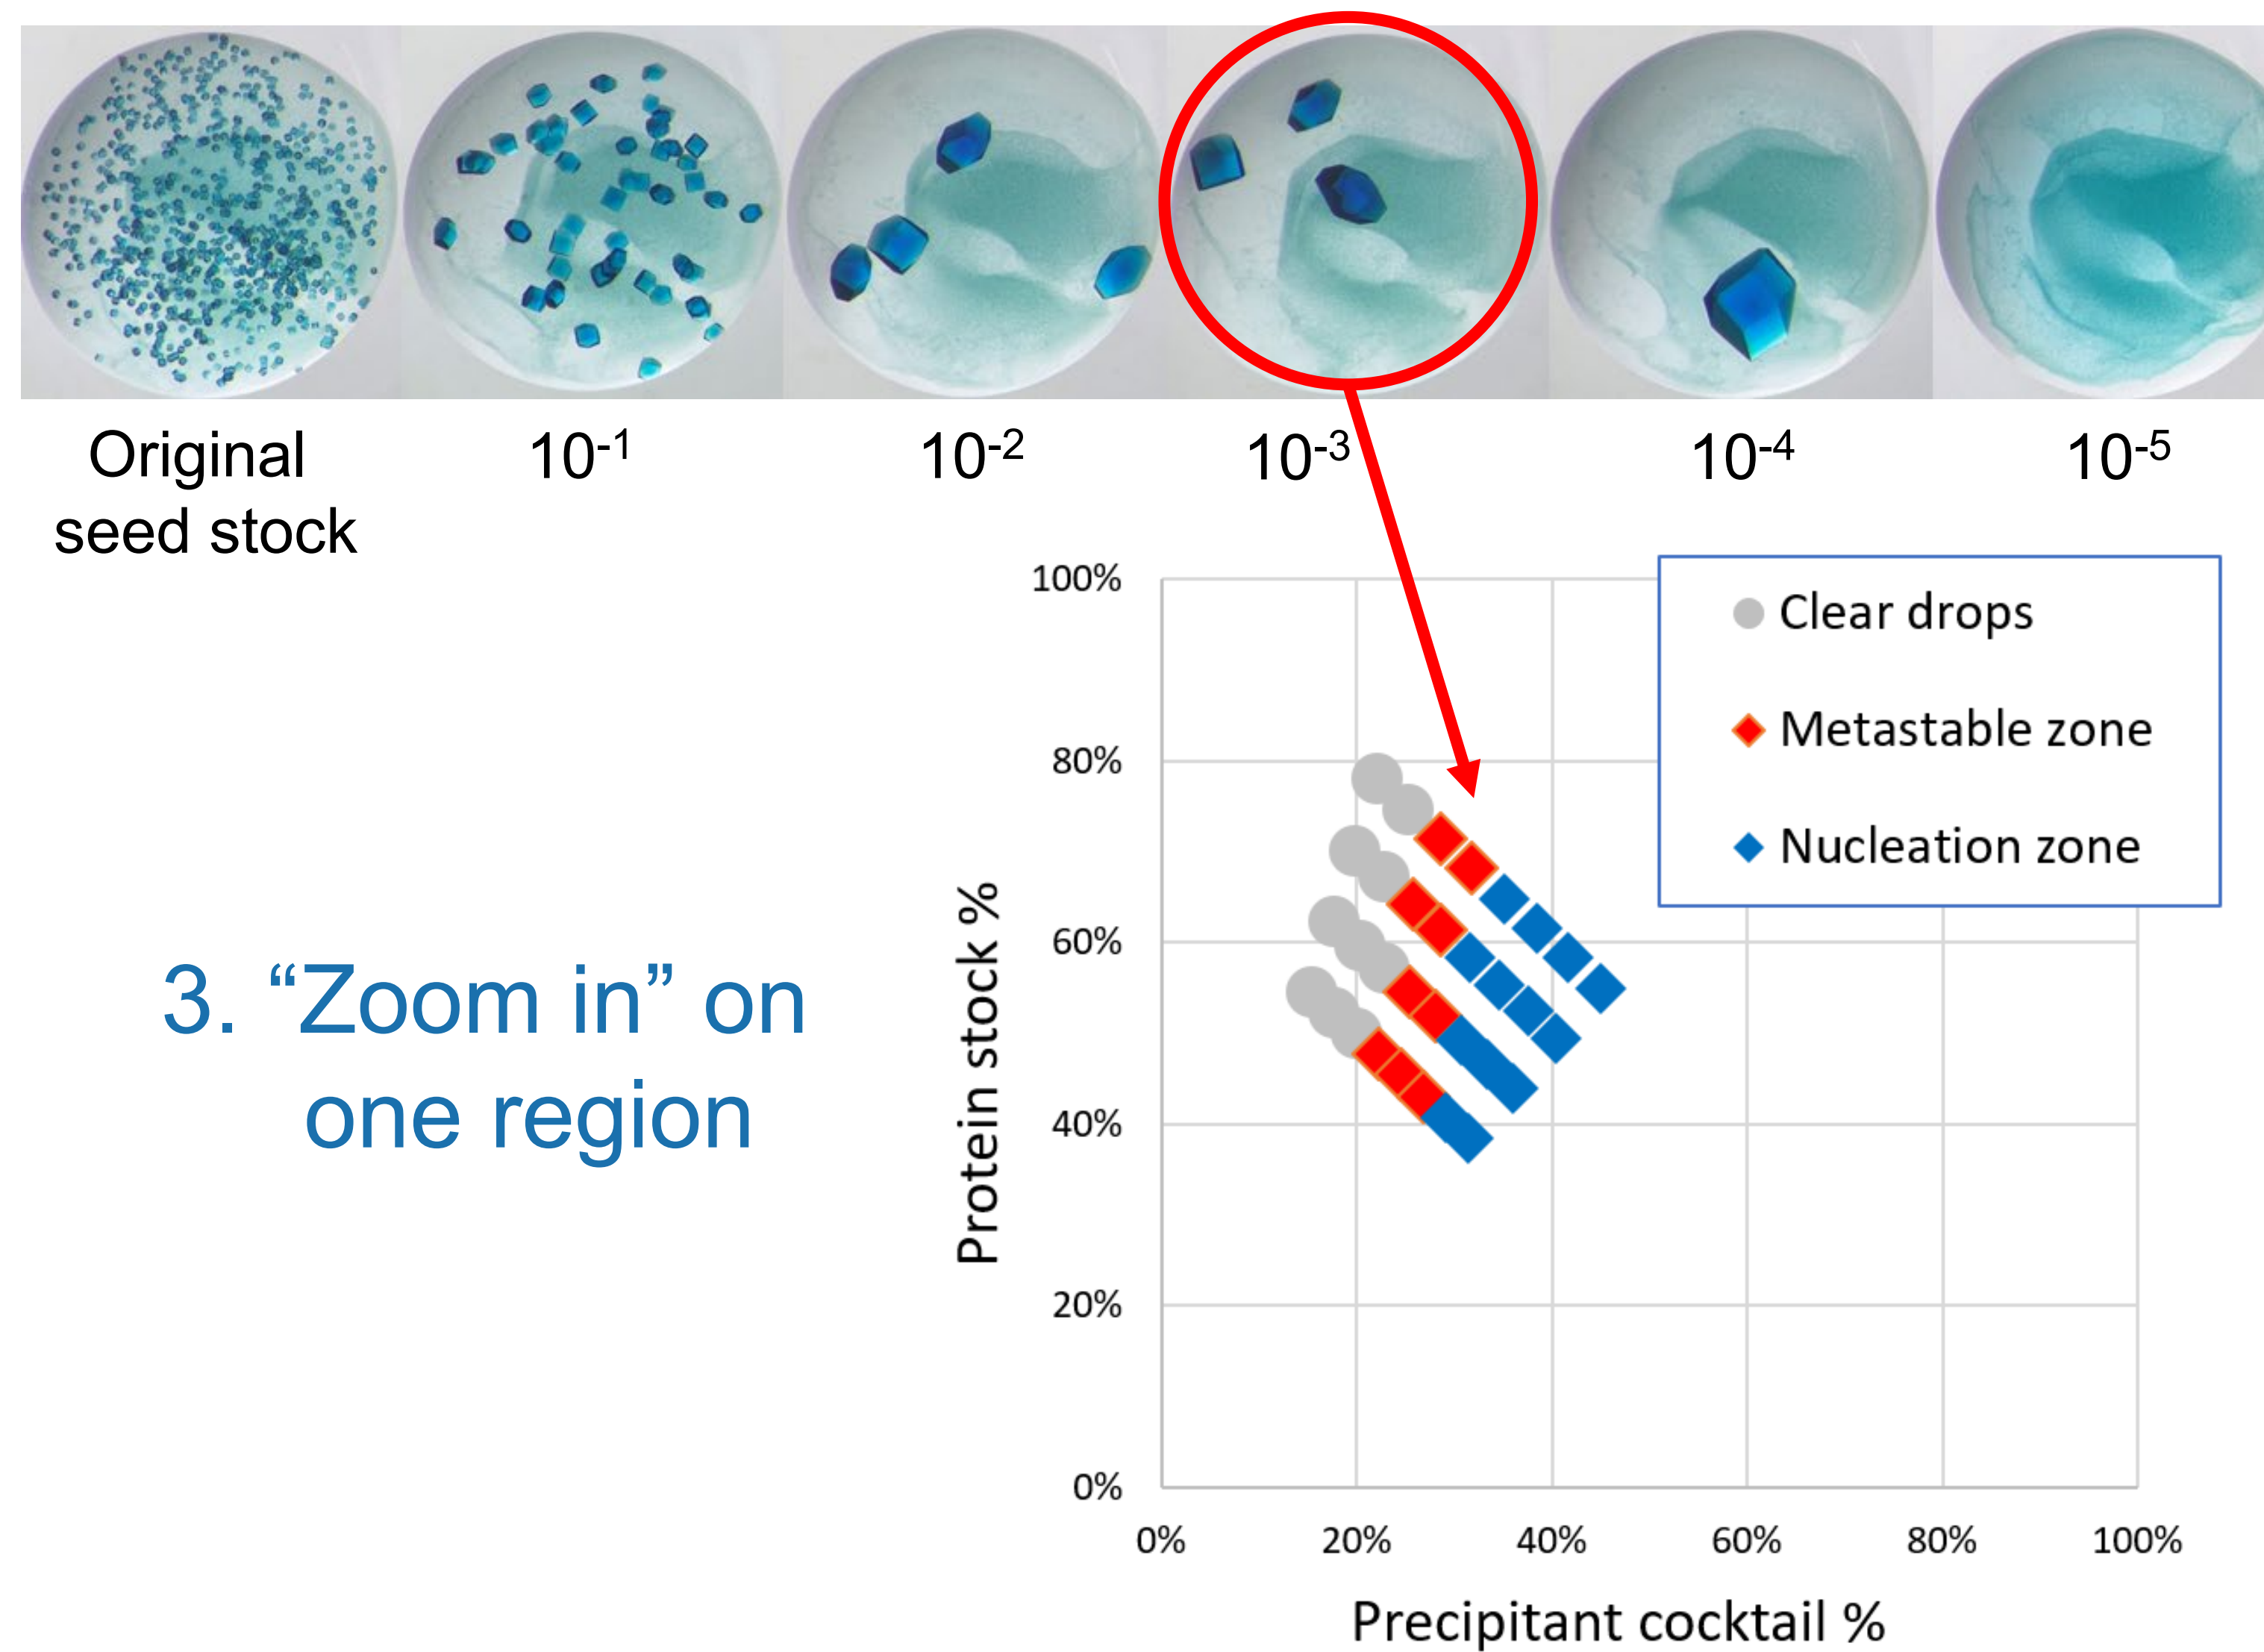 Original
seed stock
10⁻¹
10⁻²
10⁻³
10⁻⁴
10⁻⁵
3. “Zoom in” on
one region
Clear drops
Metastable zone
Nucleation zone
Protein stock %
100%
80%
60%
40%
20%
0%
0%
20%
40%
60%
80%
100%
Precipitant cocktail %